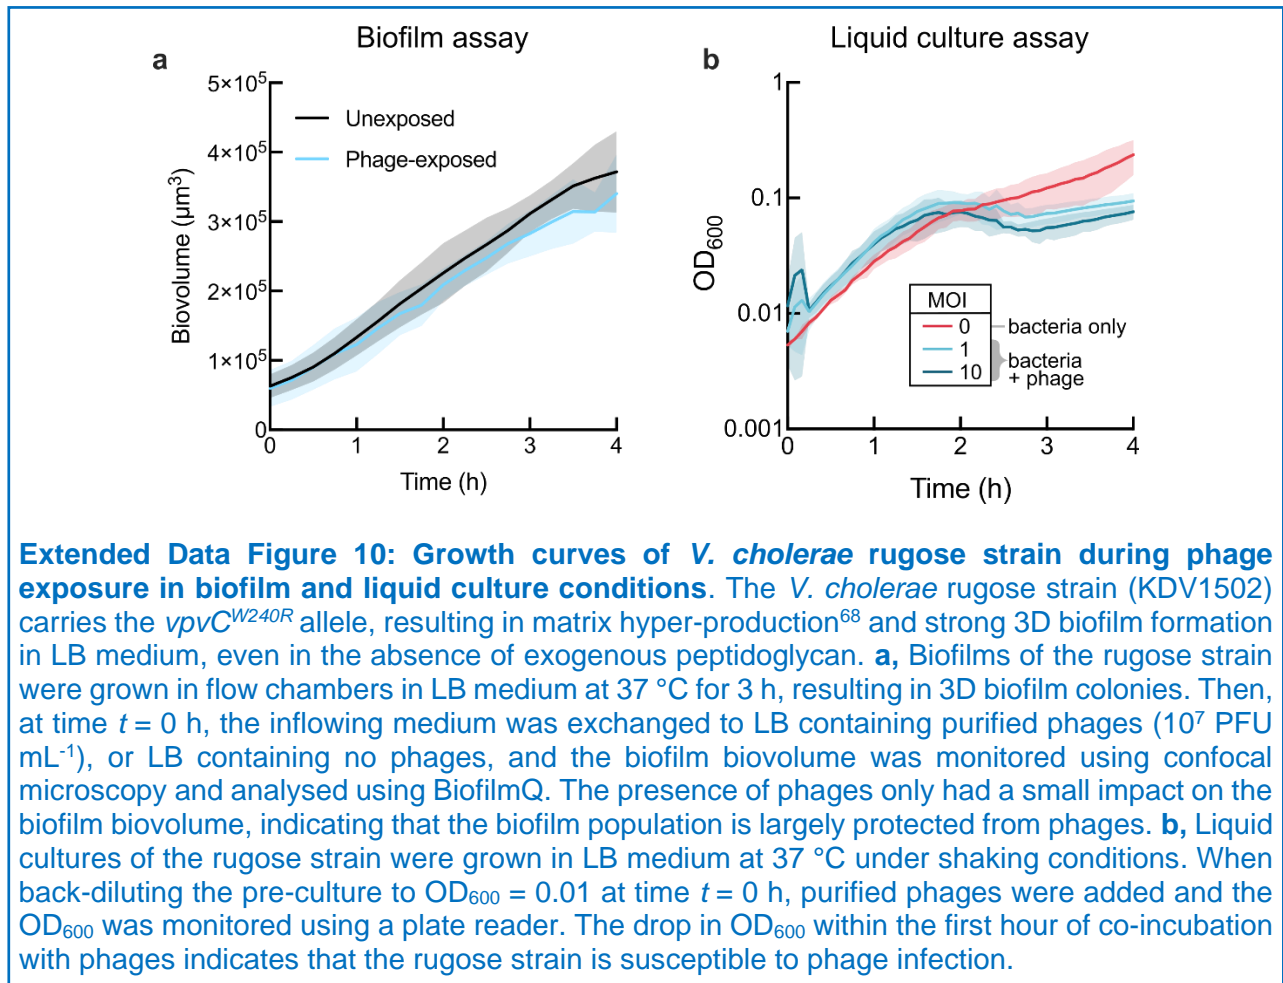 Biofilm assay
a
5×10⁵
4×10⁵
3×10⁵
2×10⁵
1×10⁵
0
Biovolume (µm³)
Unexposed
Phage-exposed
0 1 2 3 4
Time (h)
Liquid culture assay
b
1
0.1
0.01
0.001
OD₆₀₀
MOI
0 bacteria only
1 bacteria
10 + phage
0 1 2 3 4
Time (h)
Extended Data Figure 10: Growth curves of V. cholerae rugose strain during phage
exposure in biofilm and liquid culture conditions. The V. cholerae rugose strain (KDV1502)
carries the vpvCᵂ²⁴⁰ᴿ allele, resulting in matrix hyper-production⁶⁸ and strong 3D biofilm formation
in LB medium, even in the absence of exogenous peptidoglycan. a, Biofilms of the rugose strain
were grown in flow chambers in LB medium at 37 °C for 3 h, resulting in 3D biofilm colonies. Then,
at time t = 0 h, the inflowing medium was exchanged to LB containing purified phages (10⁷ PFU
mL⁻¹), or LB containing no phages, and the biofilm biovolume was monitored using confocal
microscopy and analysed using BiofilmQ. The presence of phages only had a small impact on the
biofilm biovolume, indicating that the biofilm population is largely protected from phages. b, Liquid
cultures of the rugose strain were grown in LB medium at 37 °C under shaking conditions. When
back-diluting the pre-culture to OD₆₀₀ = 0.01 at time t = 0 h, purified phages were added and the
OD₆₀₀ was monitored using a plate reader. The drop in OD₆₀₀ within the first hour of co-incubation
with phages indicates that the rugose strain is susceptible to phage infection.